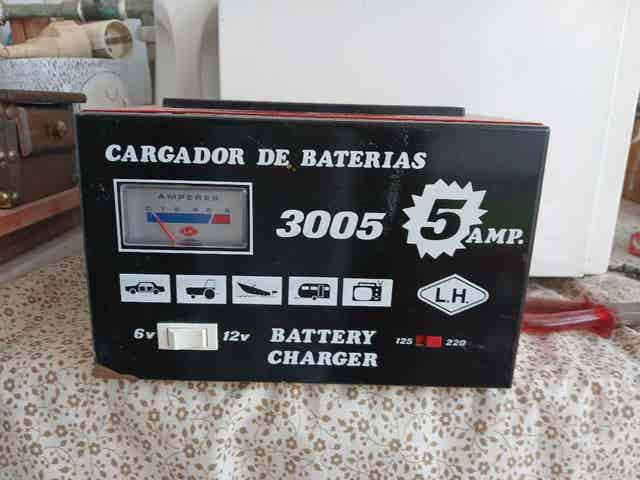 CARGADOR DE BATERIAS
AMPERES
3005
5 AMP.
L.H.
6v 12v
BATTERY
CHARGER
125 220